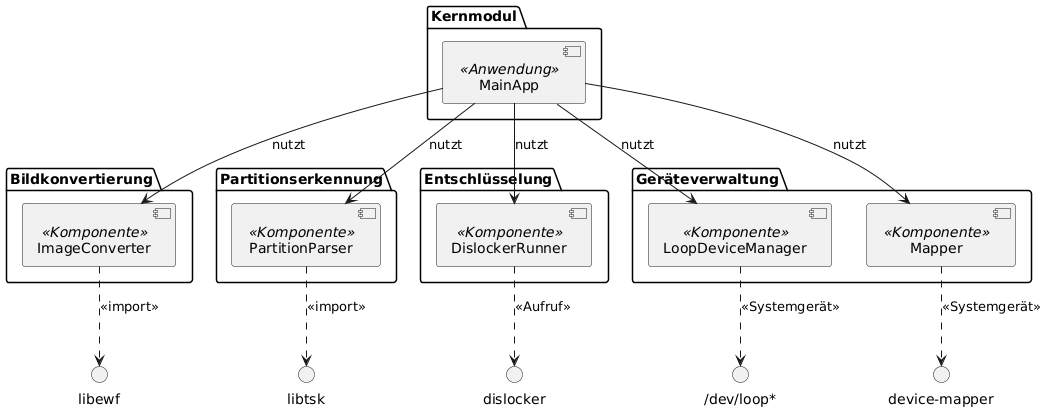 Kernmodul
«Anwendung»
MainApp
nutzt
nutzt
nutzt
nutzt
nutzt
Bildkonvertierung
Partitionserkennung
Entschlüsselung
Geräteverwaltung
«Komponente»
ImageConverter
«Komponente»
PartitionParser
«Komponente»
DislockerRunner
«Komponente»
LoopDeviceManager
«Komponente»
Mapper
«import»
«import»
«Aufruf»
«Systemgerät»
«Systemgerät»
libewf
libtsk
dislocker
/dev/loop*
device-mapper